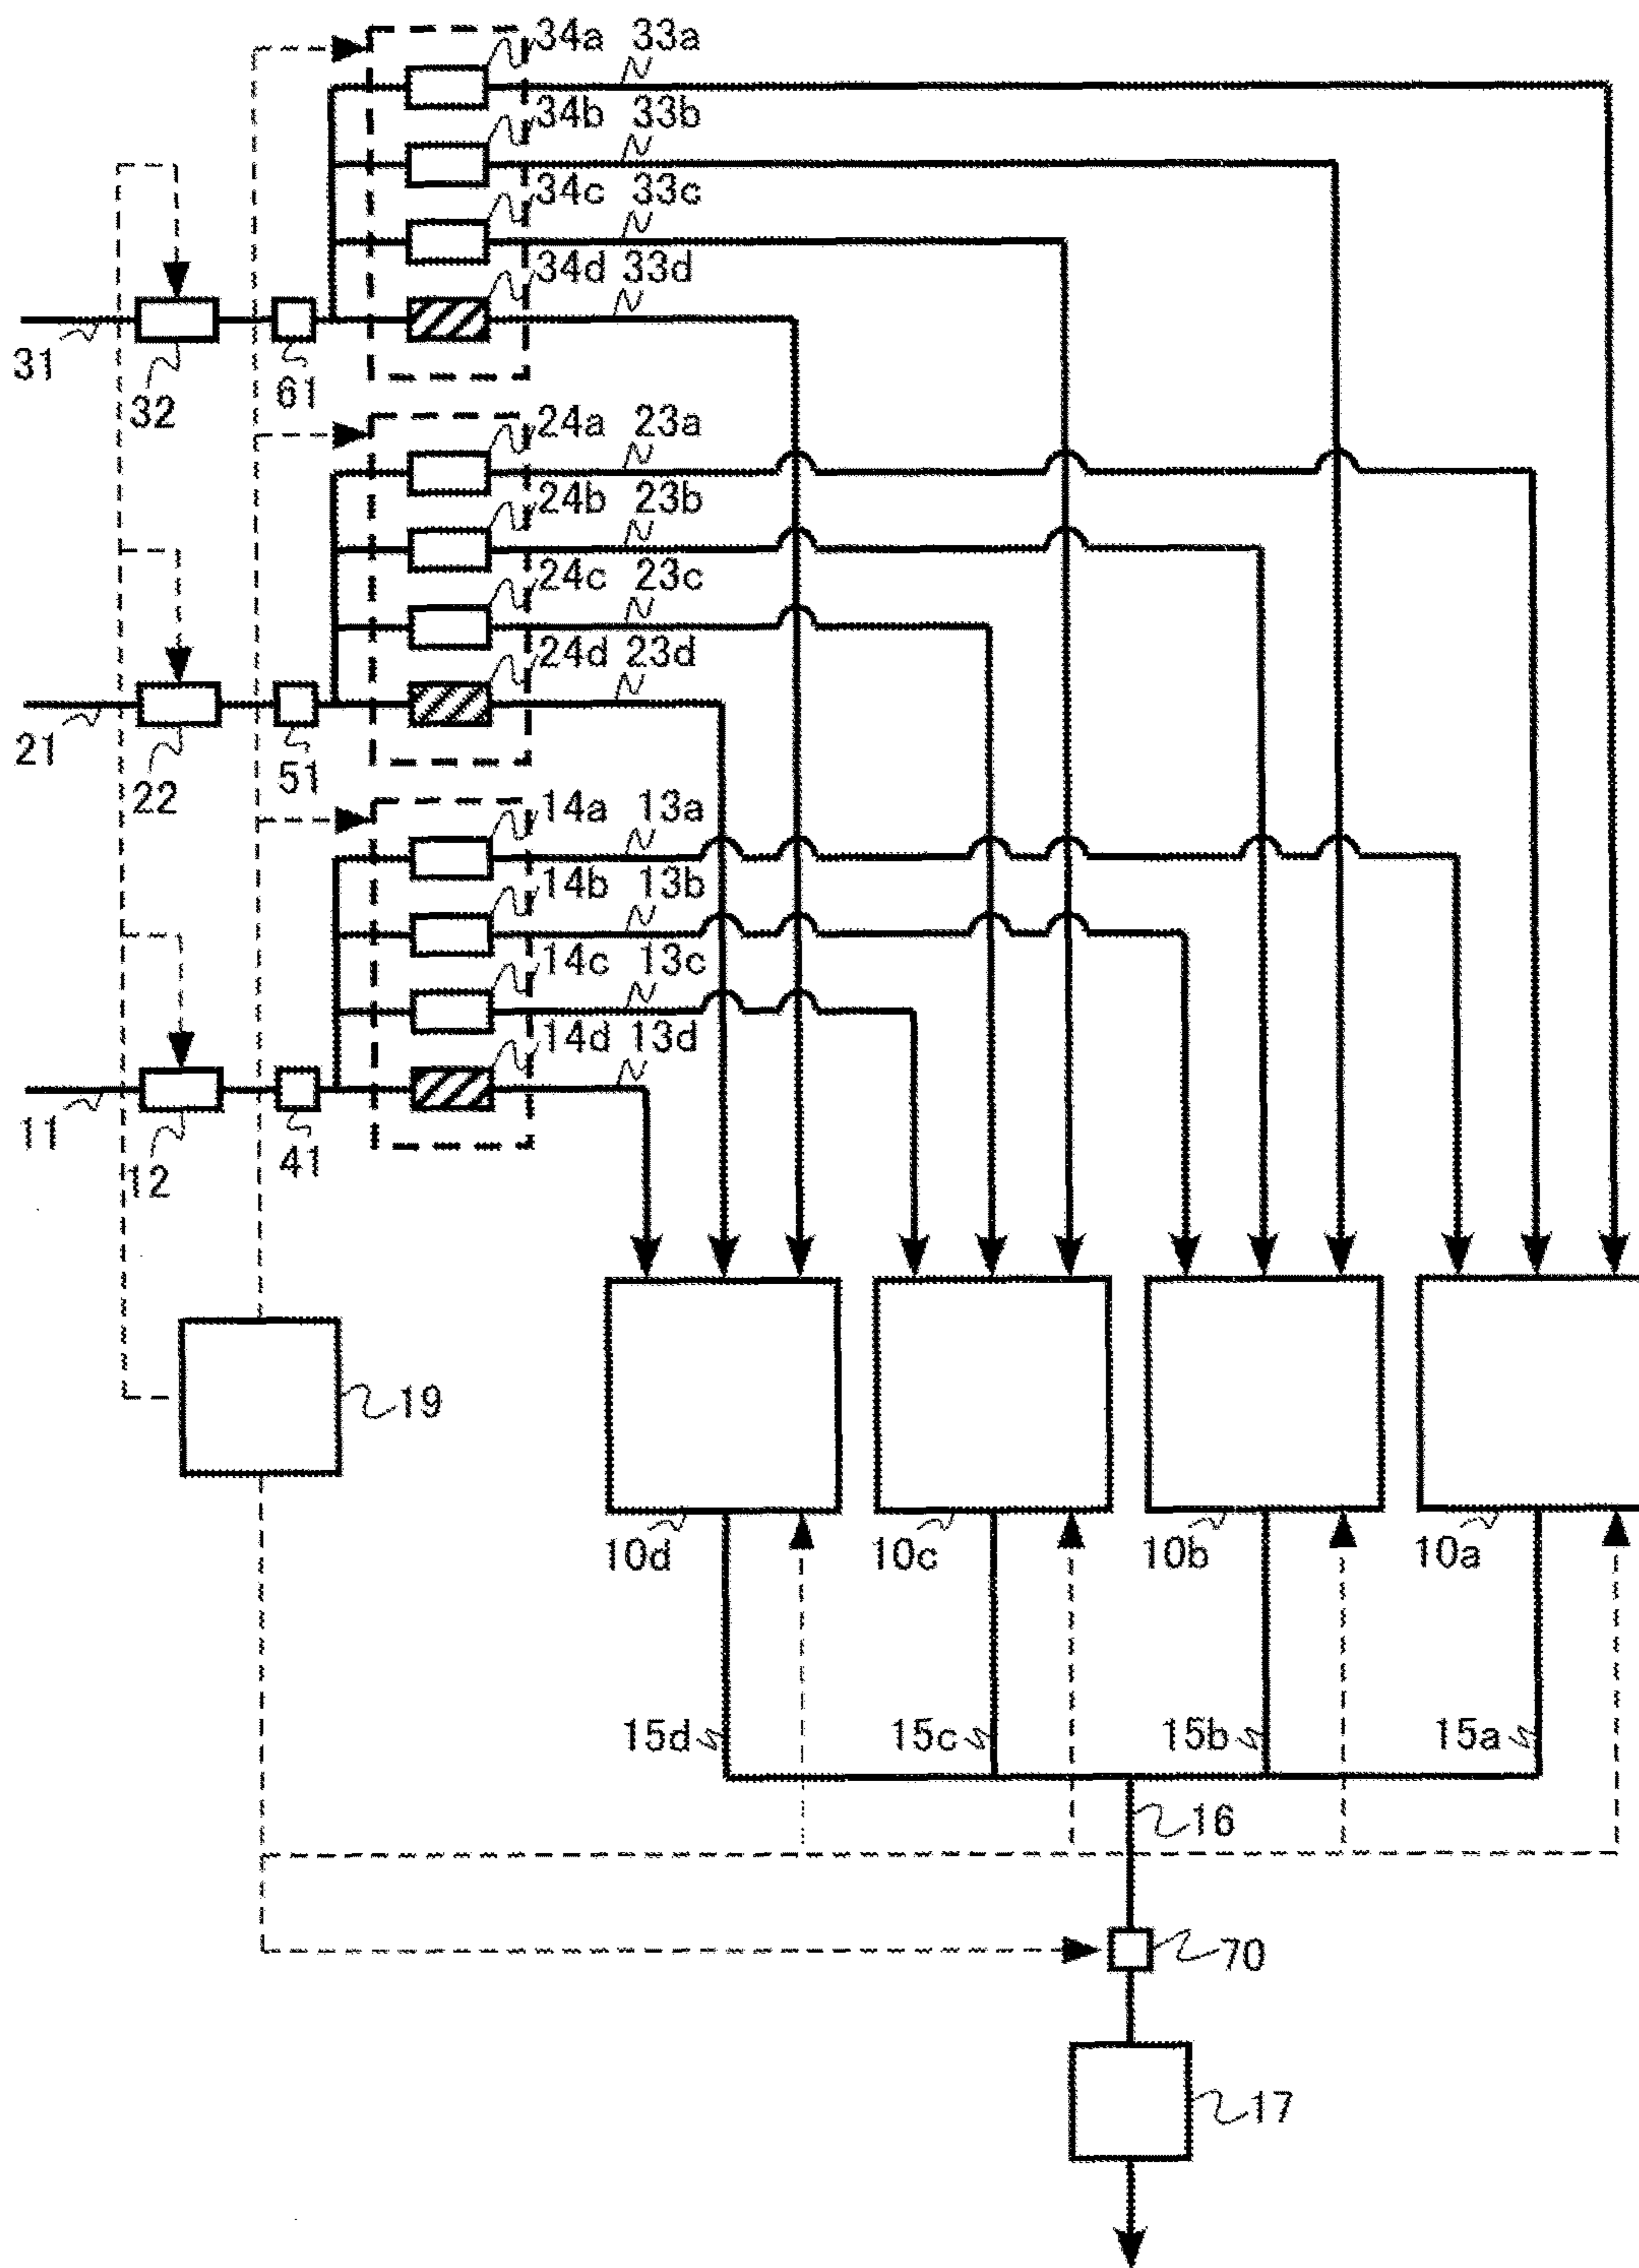 34a 33a
34b 33b
34c 33c
34d 33d
31
32
61
24a 23a
24b 23b
24c 23c
24d 23d
21
22
51
14a 13a
14b 13b
14c 13c
14d 13d
11
12
41
19
10d 10c 10b 10a
15d 15c 15b 15a
16
70
17